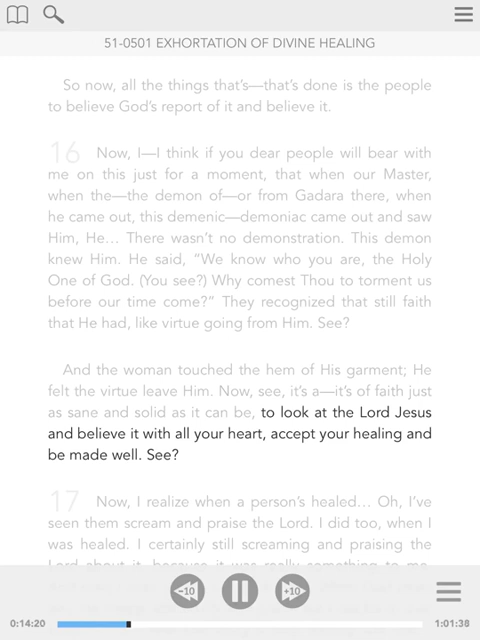 51-0501 EXHORTATION OF DIVINE HEALING
So now, all the things that's—that's done is the people
to believe God's report of it and believe it.
16 Now, I—I think if you dear people will bear with
me on this just for a moment, that when our Master,
when the—the demon of—or from Gadara there, when
he came out, this demenic—demoniac came out and saw
Him, He… There wasn't no demonstration. This demon
knew Him. He said, "We know who you are, the Holy
One of God. (You see?) Why comest Thou to torment us
before our time come?" They recognized that still faith
that He had, like virtue going from Him. See?
And the woman touched the hem of His garment; He
felt the virtue leave Him. Now, see, it's a—it's of faith just
as sane and solid as it can be, to look at the Lord Jesus
and believe it with all your heart, accept your healing and
be made well. See?
17 Now, I realize when a person's healed… Oh, I've
seen them scream and praise the Lord. I did too, when I
was healed. I certainly still screaming and praising the
Lord about it, because it was really something to me.
-10
+10
0:14:20
1:01:38